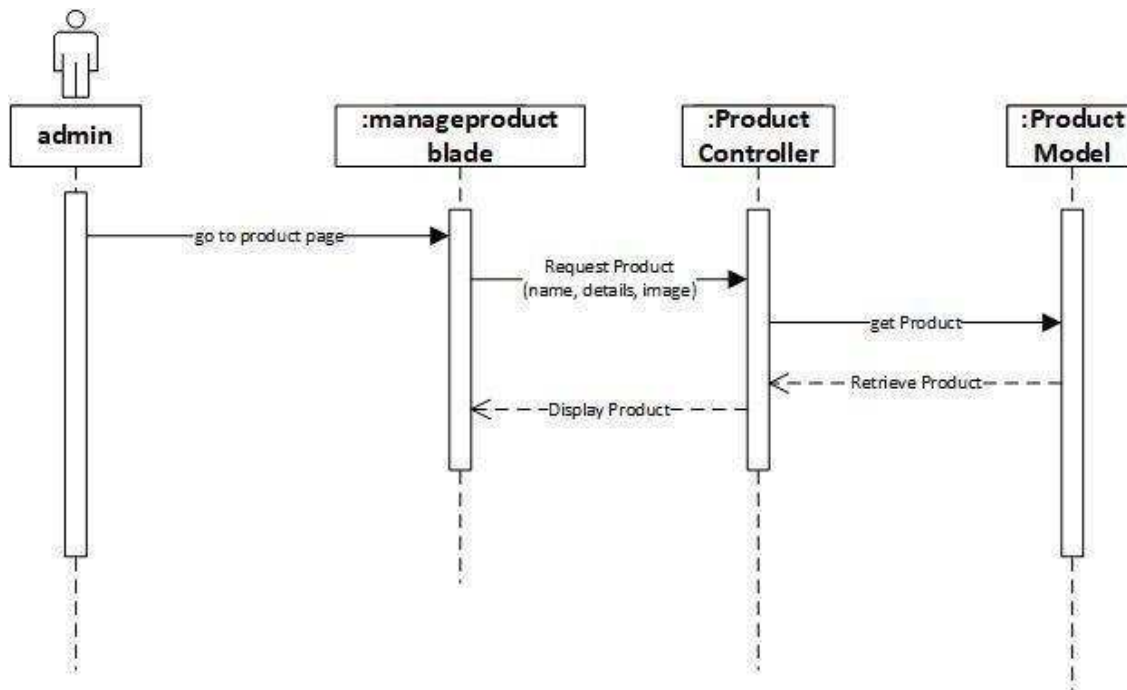 admin
:manageproduct
blade
:Product
Controller
:Product
Model
go to product page
Request Product
(name, details, image)
get Product
Retrieve Product
Display Product